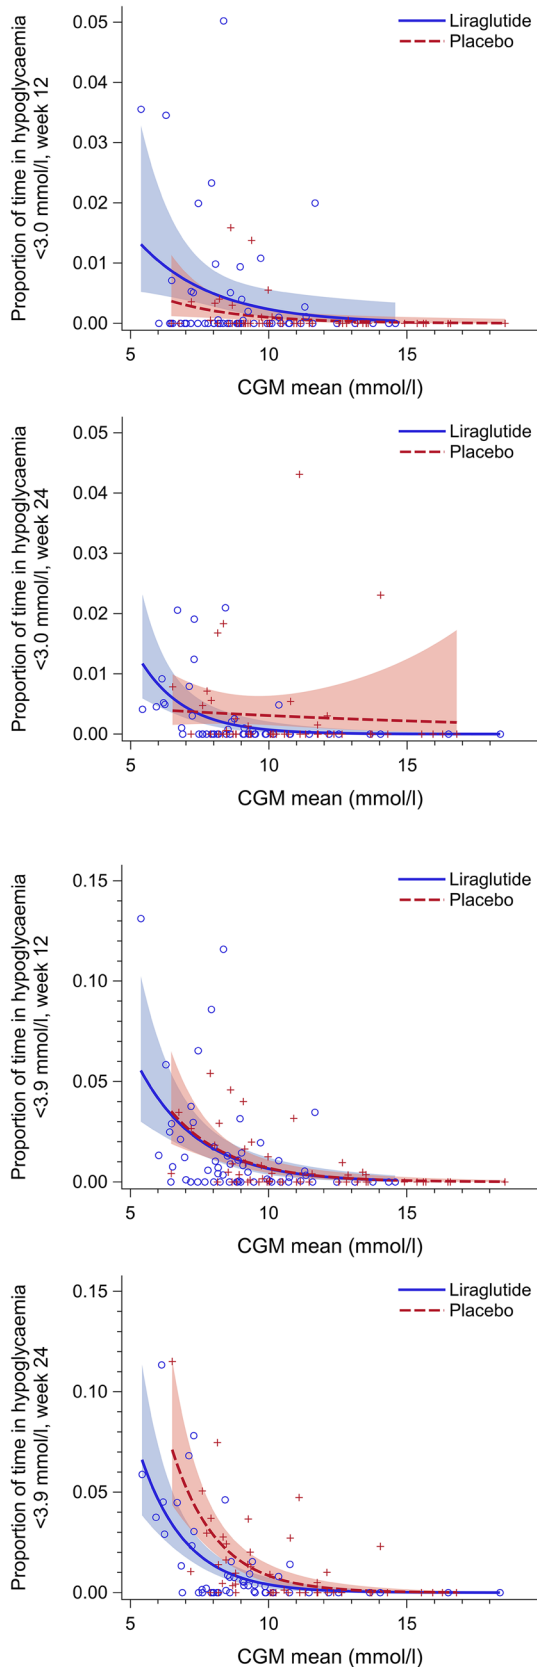 Proportion of time in hypoglycaemia
<3.0 mmol/l, week 12
0.05
0.04
0.03
0.02
0.01
0.00
Liraglutide
Placebo
5 10 15
CGM mean (mmol/l)
Proportion of time in hypoglycaemia
<3.0 mmol/l, week 24
0.05
0.04
0.03
0.02
0.01
0.00
Liraglutide
Placebo
5 10 15
CGM mean (mmol/l)
Proportion of time in hypoglycaemia
<3.9 mmol/l, week 12
0.15
0.10
0.05
0.00
Liraglutide
Placebo
5 10 15
CGM mean (mmol/l)
Proportion of time in hypoglycaemia
<3.9 mmol/l, week 24
0.15
0.10
0.05
0.00
Liraglutide
Placebo
5 10 15
CGM mean (mmol/l)